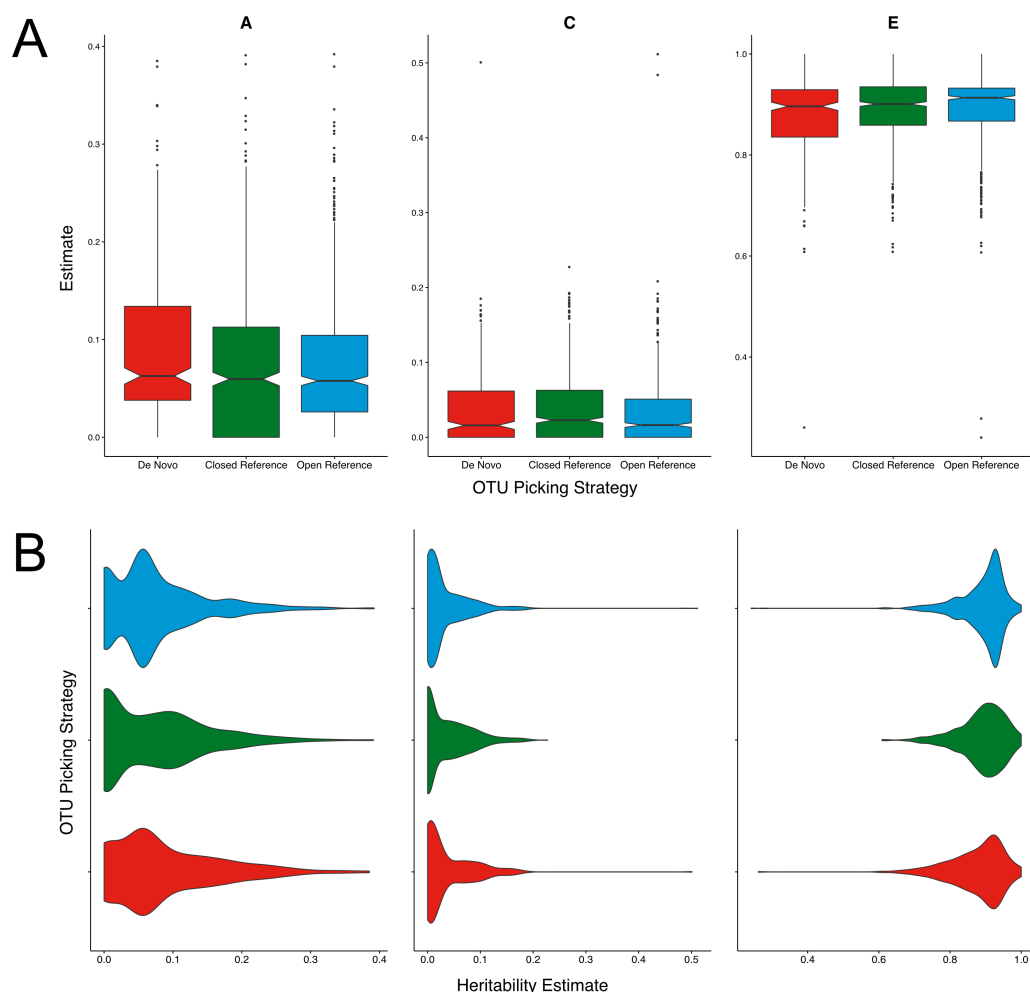 A
A
C
E
Estimate
0.4
0.3
0.2
0.1
0.0
0.5
0.4
0.3
0.2
0.1
0.0
1.0
0.8
0.6
0.4
De Novo Closed Reference Open Reference
De Novo Closed Reference Open Reference
De Novo Closed Reference Open Reference
OTU Picking Strategy
B
OTU Picking Strategy
0.0 0.1 0.2 0.3 0.4
0.0 0.1 0.2 0.3 0.4 0.5
0.4 0.6 0.8 1.0
Heritability Estimate